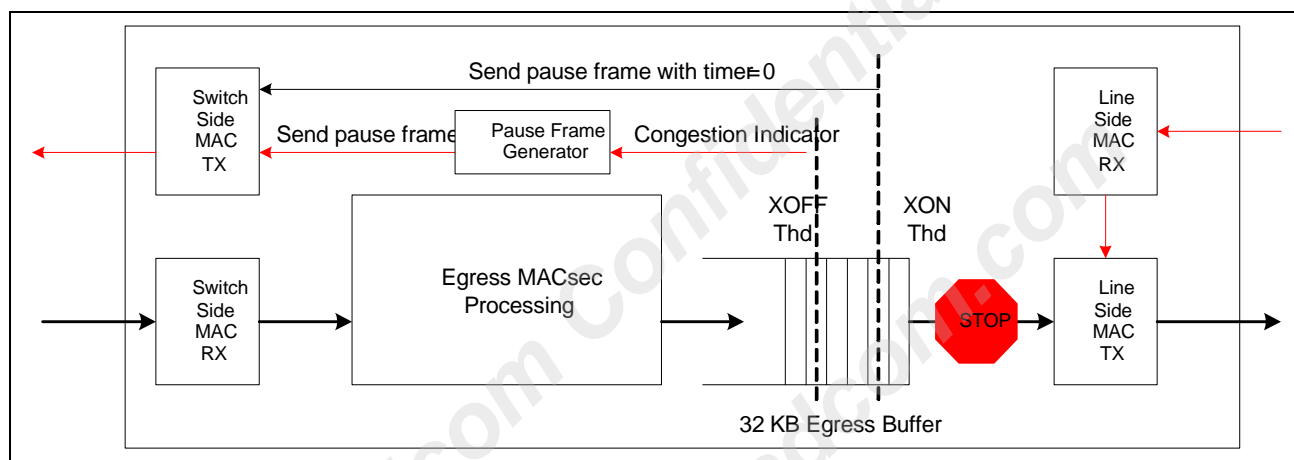 Send pause frame with timer=0
Switch
Side
MAC
TX
Send pause frame
Pause Frame
Generator
Congestion Indicator
Line
Side
MAC
RX
XOFF
Thd
XON
Thd
Switch
Side
MAC
RX
Egress MACsec
Processing
STOP
Line
Side
MAC
TX
32 KB Egress Buffer